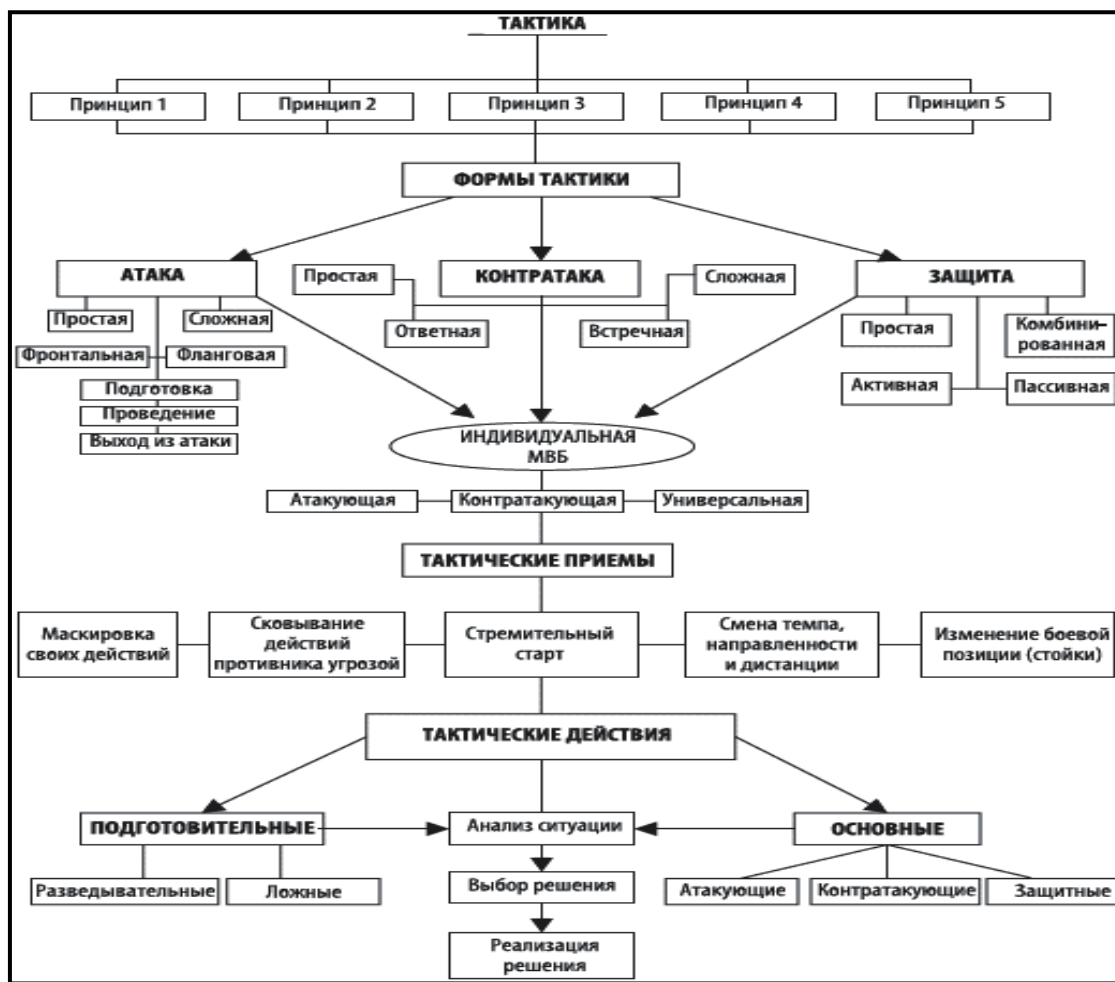 ТАКТИКА
Принцип 1
Принцип 2
Принцип 3
Принцип 4
Принцип 5
ФОРМЫ ТАКТИКИ
АТАКА
Простая
Сложная
Фронтальная
Фланговая
Подготовка
Проведение
Выход из атаки
Простая
КОНТРАТАКА
Сложная
Ответная
Встречная
ЗАЩИТА
Простая
Комбини–
рованная
Активная
Пассивная
ИНДИВИДУАЛЬНАЯ
МВБ
Атакующая
Контратакующая
Универсальная
ТАКТИЧЕСКИЕ ПРИЕМЫ
Маскировка
своих действий
Сковывание
действий
противника угрозой
Стремительный
старт
Смена темпа,
направленности
и дистанции
Изменение боевой
позиции (стойки)
ТАКТИЧЕСКИЕ ДЕЙСТВИЯ
ПОДГОТОВИТЕЛЬНЫЕ
Анализ ситуации
ОСНОВНЫЕ
Разведывательные
Ложные
Выбор решения
Атакующие
Контратакующие
Защитные
Реализация
решения